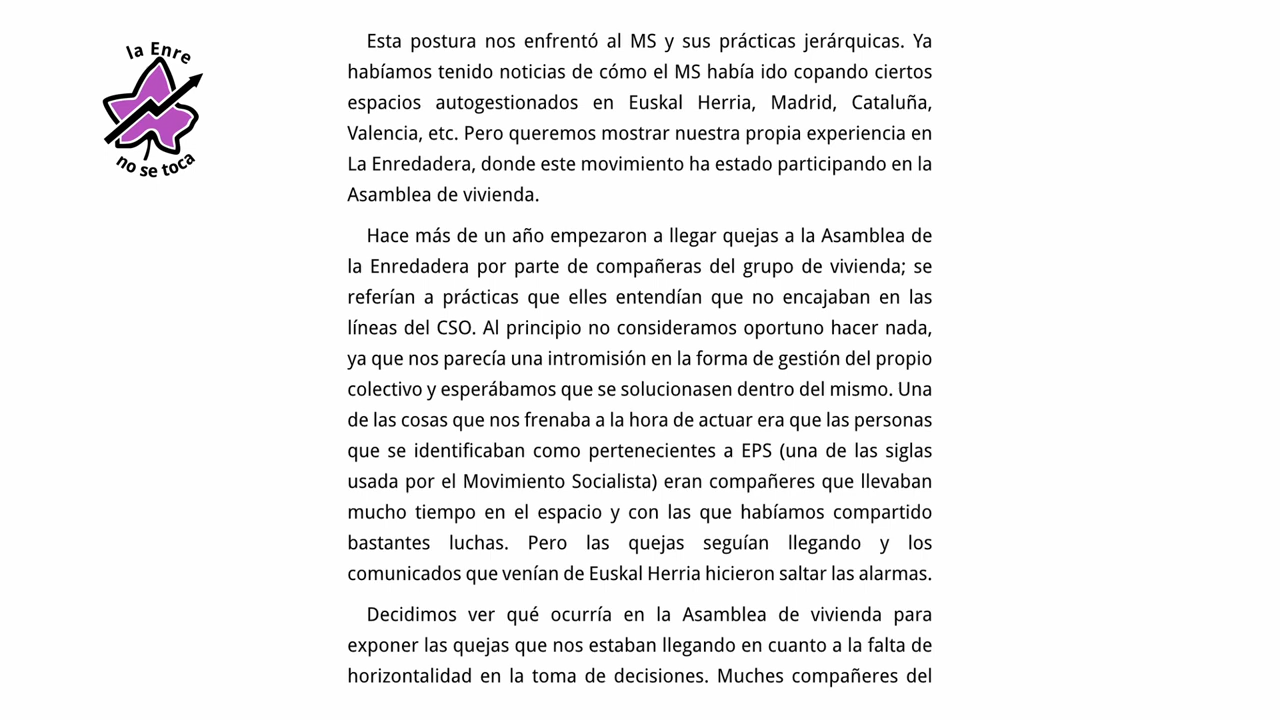 la Enre
no se toca
Esta postura nos enfrentó al MS y sus prácticas jerárquicas. Ya
habíamos tenido noticias de cómo el MS había ido copando ciertos
espacios autogestionados en Euskal Herria, Madrid, Cataluña,
Valencia, etc. Pero queremos mostrar nuestra propia experiencia en
La Enredadera, donde este movimiento ha estado participando en la
Asamblea de vivienda.
Hace más de un año empezaron a llegar quejas a la Asamblea de
la Enredadera por parte de compañeras del grupo de vivienda; se
referían a prácticas que elles entendían que no encajaban en las
líneas del CSO. Al principio no consideramos oportuno hacer nada,
ya que nos parecía una intromisión en la forma de gestión del propio
colectivo y esperábamos que se solucionasen dentro del mismo. Una
de las cosas que nos frenaba a la hora de actuar era que las personas
que se identificaban como pertenecientes a EPS (una de las siglas
usada por el Movimiento Socialista) eran compañeres que llevaban
mucho tiempo en el espacio y con las que habíamos compartido
bastantes luchas. Pero las quejas seguían llegando y los
comunicados que venían de Euskal Herria hicieron saltar las alarmas.
Decidimos ver qué ocurría en la Asamblea de vivienda para
exponer las quejas que nos estaban llegando en cuanto a la falta de
horizontalidad en la toma de decisiones. Muches compañeres del